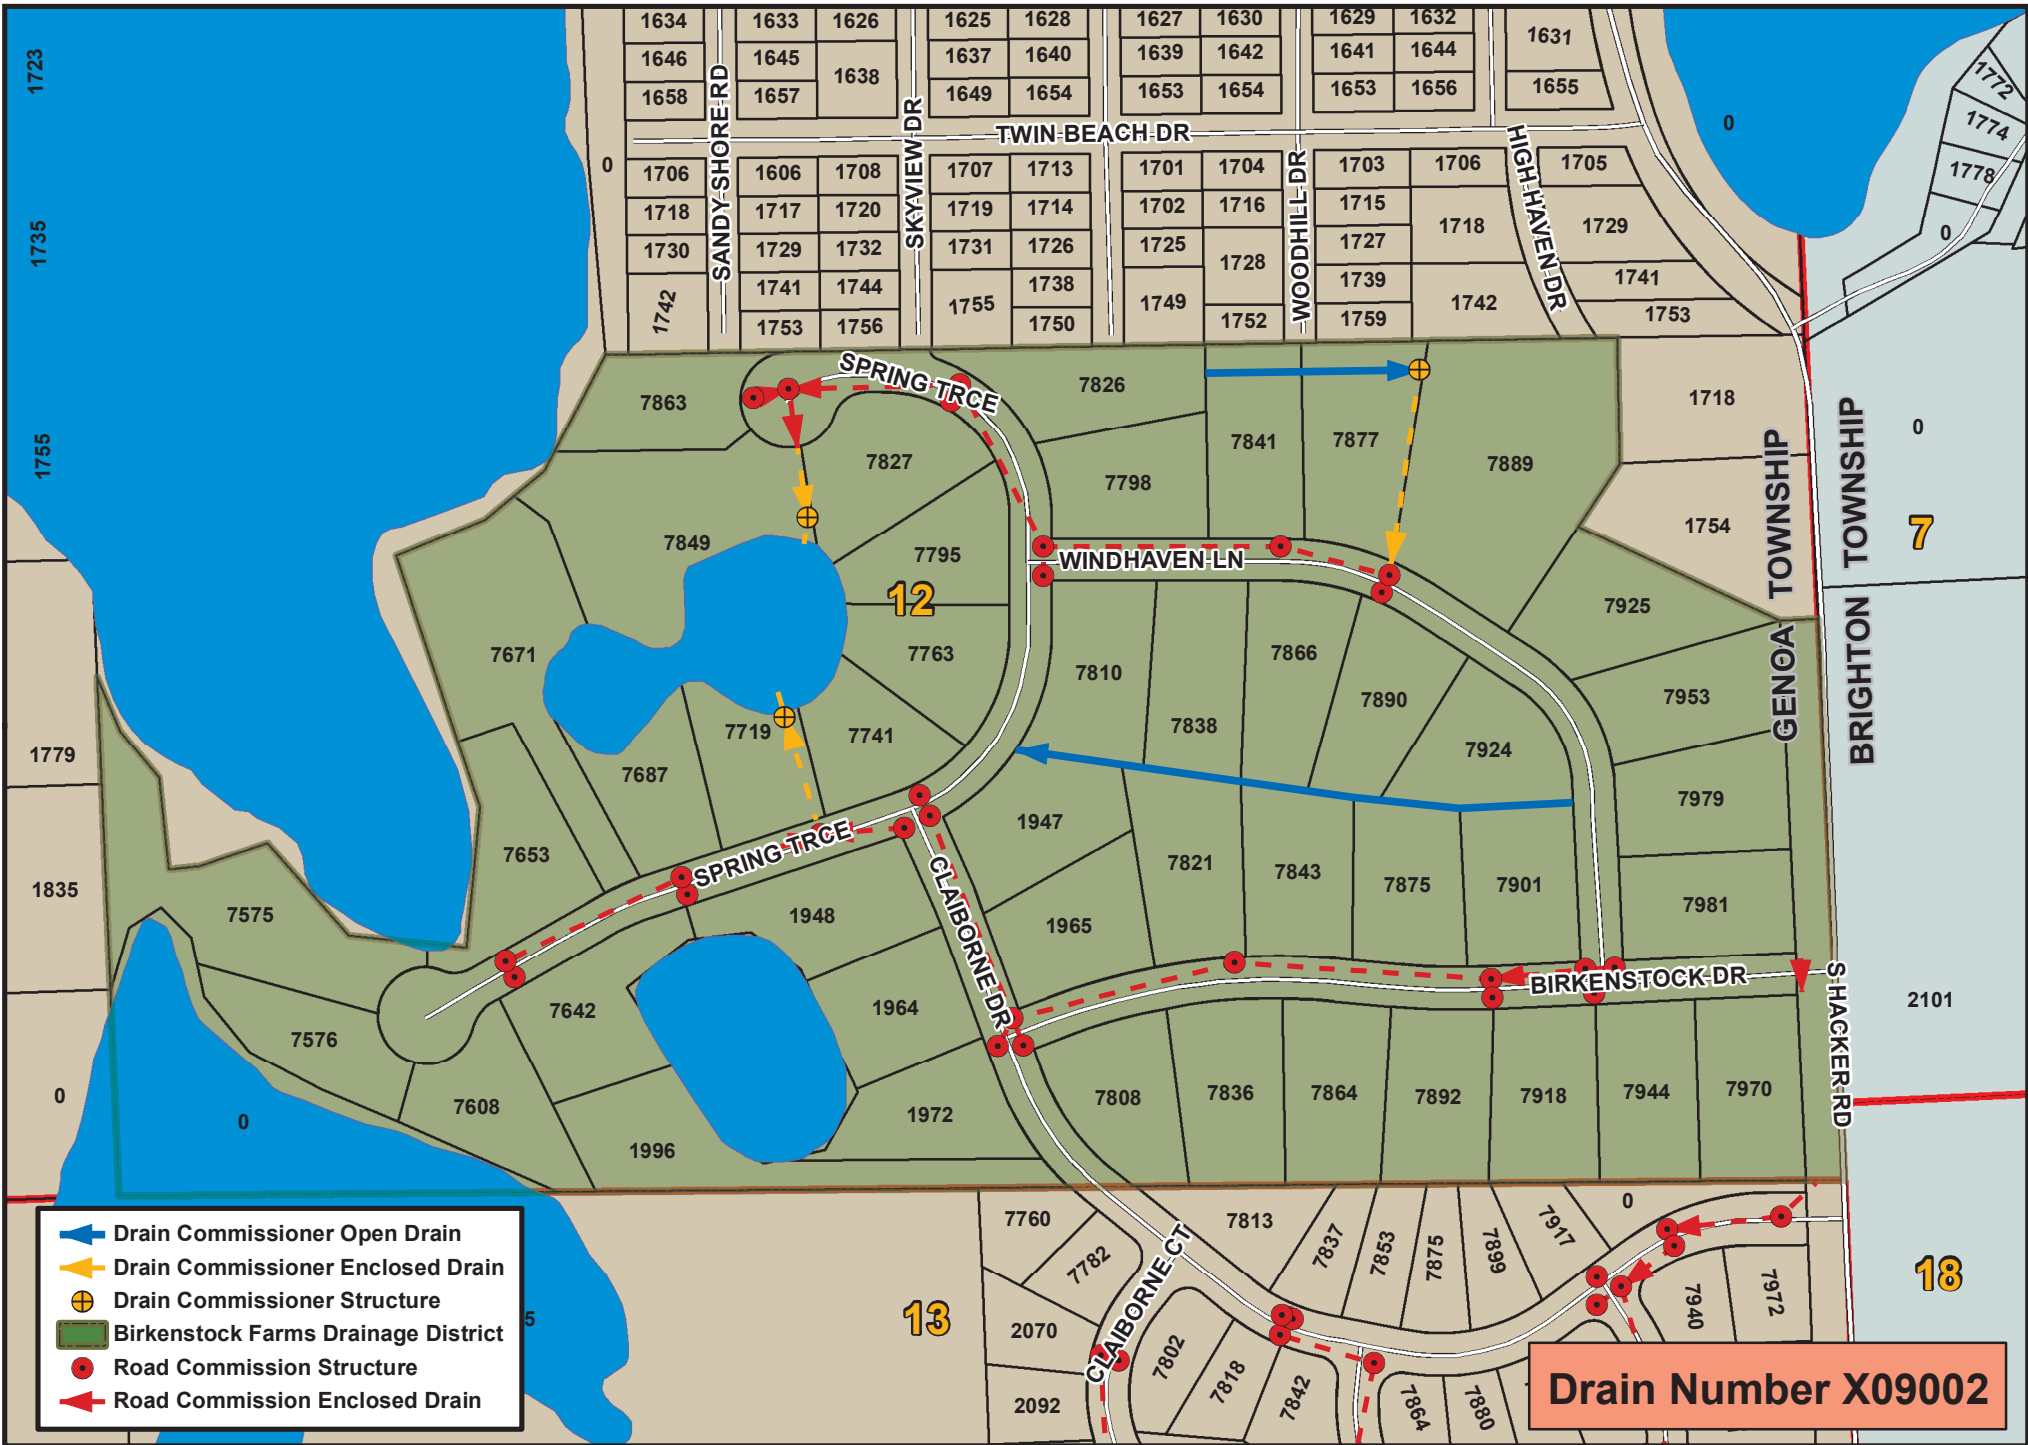 1634 1633 1626 1625 1628 1627 1630 1629 1632 1631
1646 1645 1638 1637 1640 1639 1642 1641 1644
1658 1657 1649 1654 1653 1654 1653 1656 1655
1723
1735
1755
SANDY SHORE RD
SKYVIEW DR
TWIN BEACH DR
WOODHILL DR
HIGH HAVEN DR
0
0
1772
1774
1778
0
1706 1606 1708 1707 1713 1701 1704 1703 1706 1705
1718 1717 1720 1719 1714 1702 1716 1715 1718 1729
1730 1729 1732 1731 1726 1725 1728 1727
1742 1741 1744 1755 1738 1749 1739 1742 1741
1753 1756 1750 1752 1759 1753
SPRING TRCE
7863
7826
1718
0
7827
7841
7877
7889
7798
7849
7795
1754
7
GENOA TOWNSHIP
BRIGHTON TOWNSHIP
WINDHAVEN LN
12
7671
7763
7810
7866
7890
7925
7953
7719
7741
7838
7924
7687
1779
7979
1947
7653
SPRING TRCE
CLAIBORNE DR
7821
7843
7875
7901
1835
7575
1948
1965
7981
BIRKENSTOCK DR
S HACKER RD
2101
7642
1964
7576
0
0
7608
1972
1996
7808
7836
7864
7892
7918
7944
7970
7760
7782
7813
7837
7853
7875
7899
7917
0
CLAIBORNE CT
13
18
2070
2092
7802
7818
7842
7864
7880
7940
7972
5
Drain Commissioner Open Drain
Drain Commissioner Enclosed Drain
Drain Commissioner Structure
Birkenstock Farms Drainage District
Road Commission Structure
Road Commission Enclosed Drain
Drain Number X09002